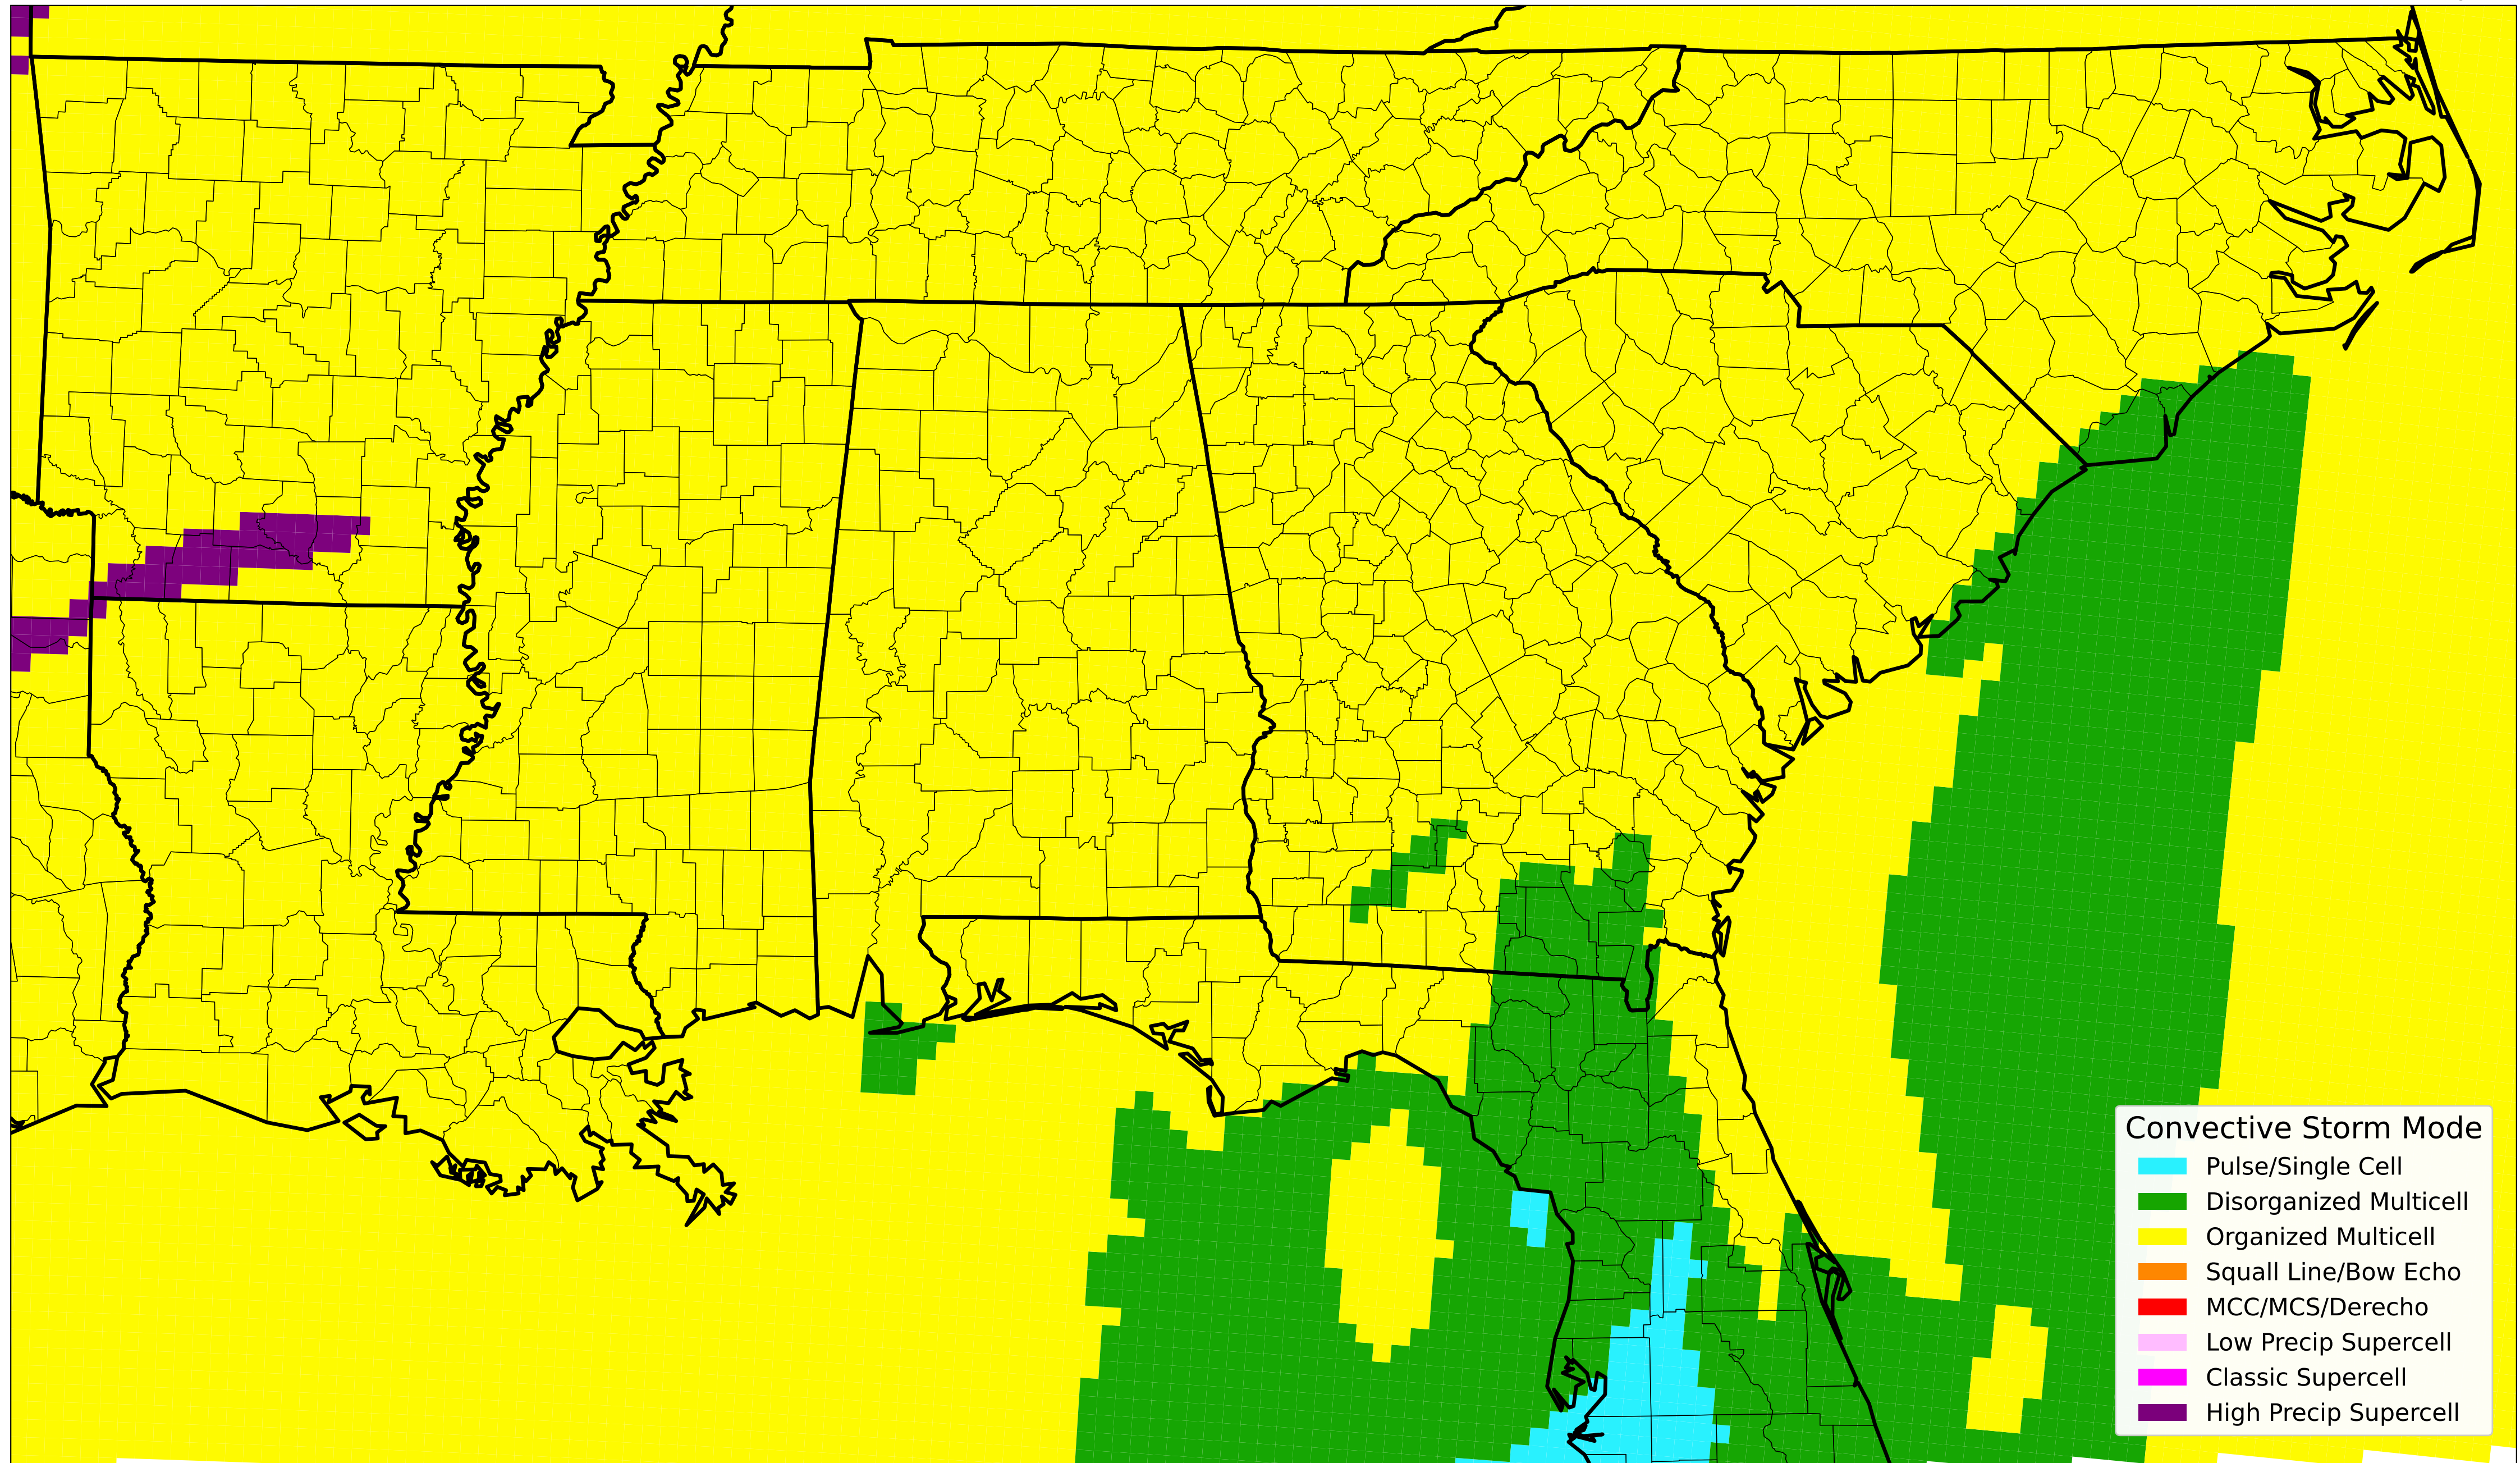 Convective Storm Mode
Pulse/Single Cell
Disorganized Multicell
Organized Multicell
Squall Line/Bow Echo
MCC/MCS/Derecho
Low Precip Supercell
Classic Supercell
High Precip Supercell